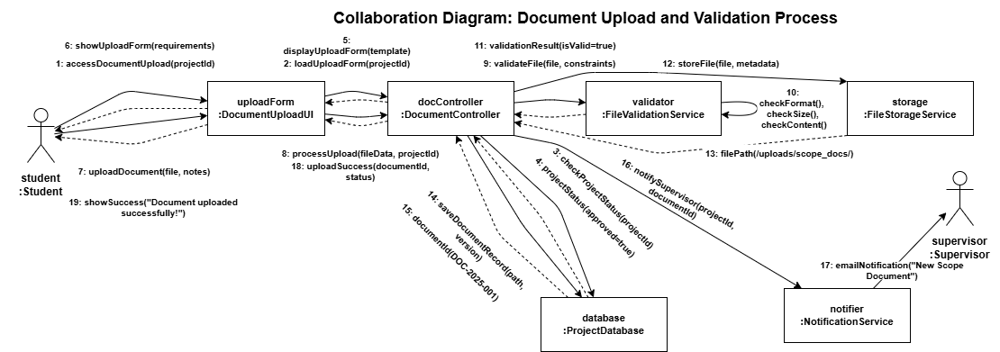 Collaboration Diagram: Document Upload and Validation Process
6: showUploadForm(requirements)
1: accessDocumentUpload(projectId)
5:
displayUploadForm(template)
2: loadUploadForm(projectId)
11: validationResult(isValid=true)
9: validateFile(file, constraints)
12: storeFile(file, metadata)
uploadForm
:DocumentUploadUI
docController
:DocumentController
validator
:FileValidationService
10:
checkFormat(),
checkSize(),
checkContent()
storage
:FileStorageService
student
:Student
7: uploadDocument(file, notes)
19: showSuccess("Document uploaded
successfully!")
8: processUpload(fileData, projectId)
18: uploadSuccess(documentId,
status)
13: filePath(/uploads/scope_docs/)
3: checkProjectStatus(projectId)
4: projectStatus(approved=true)
16: notifySupervisor(projectId,
documentId)
14: saveDocumentRecord(path,
version)
15: documentId(DOC-2025-001)
supervisor
:Supervisor
17: emailNotification("New Scope
Document")
database
:ProjectDatabase
notifier
:NotificationService